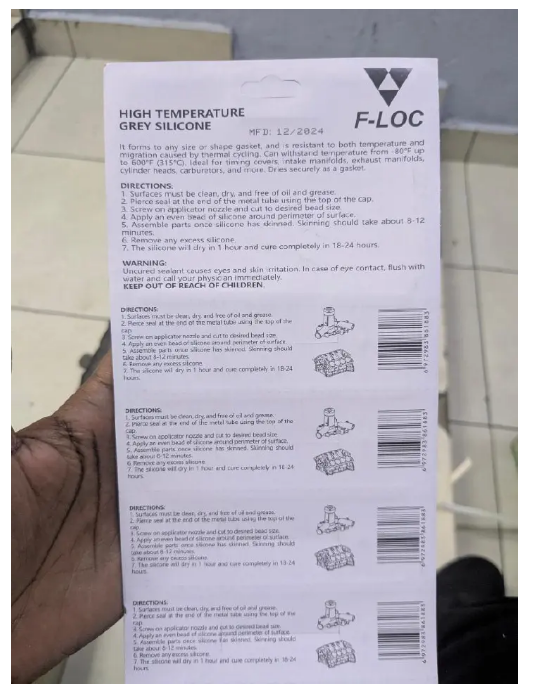 HIGH TEMPERATURE
GREY SILICONE
MFD: 12/2024
F-LOC
It forms to any size or shape gasket, and is resistant to both temperature and
migration caused by thermal cycling. Can withstand temperature from -80°F up
to 600°F (315°C). Ideal for timing covers, intake manifolds, exhaust manifolds,
cylinder heads, carburetors, and more. Dries securely as a gasket.
DIRECTIONS:
1. Surfaces must be clean, dry, and free of oil and grease.
2. Pierce seal at the end of the metal tube using the top of the cap.
3. Screw on applicator nozzle and cut to desired bead size.
4. Apply an even bead of silicone around perimeter of surface.
5. Assemble parts once silicone has skinned. Skinning should take about 8-12
minutes.
6. Remove any excess silicone
7. The silicone will dry in 1 hour and cure completely in 18-24 hours.
WARNING:
Uncured sealant causes eyes and skin irritation. In case of eye contact, flush with
water and call your physician immediately.
KEEP OUT OF REACH OF CHILDREN.
DIRECTIONS:
1. Surfaces must be clean, dry, and free of oil and grease.
2. Pierce seal at the end of the metal tube using the top of the
cap.
3. Screw on applicator nozzle and cut to desired bead size.
4. Apply an even bead of silicone around perimeter of surface.
5. Assemble parts once silicone has skinned. Skinning should
take about 8-12 minutes.
6. Remove any excess silicone
7. The silicone will dry in 1 hour and cure completely in 18-24
hours.
DIRECTIONS:
1. Surfaces must be clean, dry, and free of oil and grease.
2. Pierce seal at the end of the metal tube using the top of the
cap.
3. Screw on applicator nozzle and cut to desired bead size
4. Apply an even bead of silicone around perimeter of surface.
5. Assemble parts once silicone has skinned. Skinning should
take about 8-12 minutes.
6. Remove any excess silicone
7. The silicone will dry in 1 hour and cure completely in 18-24
hours.
DIRECTIONS:
1. Surfaces must be clean, dry, and free of oil and grease.
2. Pierce seal at the end of the metal tube using the top of the
cap.
3. Screw on applicator nozzle and cut to desired bead size.
4. Apply an even bead of silicone around perimeter of surface.
5. Assemble parts once silicone has skinned. Skinning should
take about 8-12 minutes.
6. Remove any excess silicone
7. The silicone will dry in 1 hour and cure completely in 18-24
hours.
DIRECTIONS:
1. Surfaces must be clean, dry, and free of oil and grease.
2. Pierce seal at the end of the metal tube using the top of the
cap.
3. Screw on applicator nozzle and cut to desired bead size.
4. Apply an even bead of silicone around perimeter of surface
5. Assemble parts once silicone has skinned. Skinning should
take about 8-12 minutes.
6. Remove any excess silicone
7. The silicone will dry in 1 hour and cure completely in 18-24
hours.